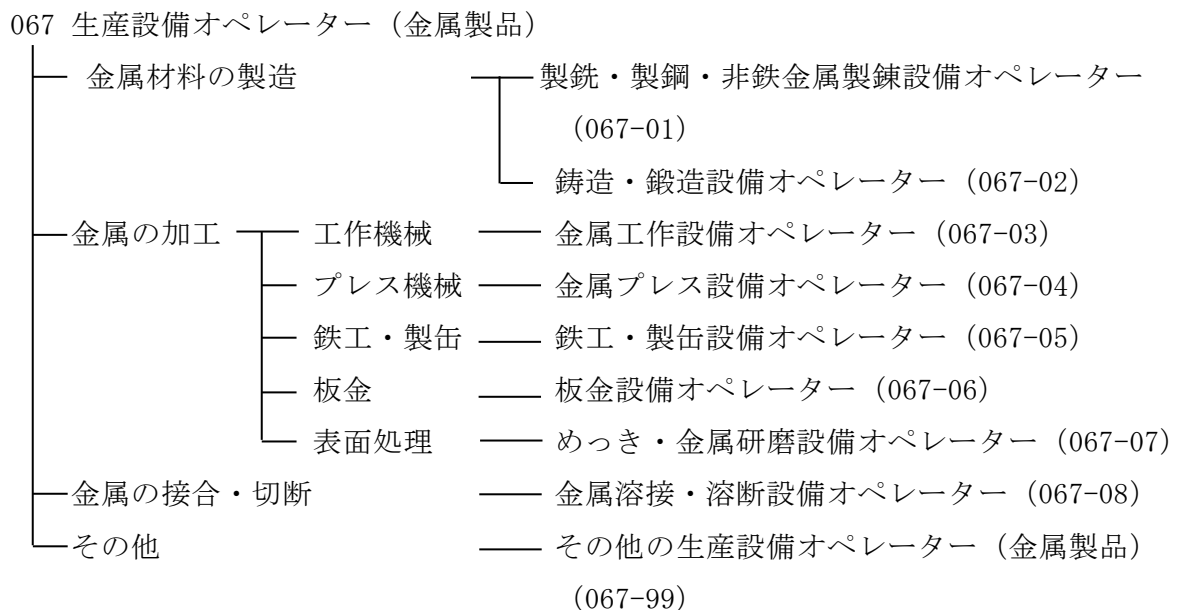 067 生産設備オペレーター（金属製品）
金属材料の製造 製銑・製鋼・非鉄金属製錬設備オペレーター
（067-01）
鋳造・鍛造設備オペレーター（067-02）
金属の加工 工作機械 金属工作設備オペレーター（067-03）
プレス機械 金属プレス設備オペレーター（067-04）
鉄工・製缶 鉄工・製缶設備オペレーター（067-05）
板金 板金設備オペレーター（067-06）
表面処理 めっき・金属研磨設備オペレーター（067-07）
金属の接合・切断 金属溶接・溶断設備オペレーター（067-08）
その他 その他の生産設備オペレーター（金属製品）
（067-99）